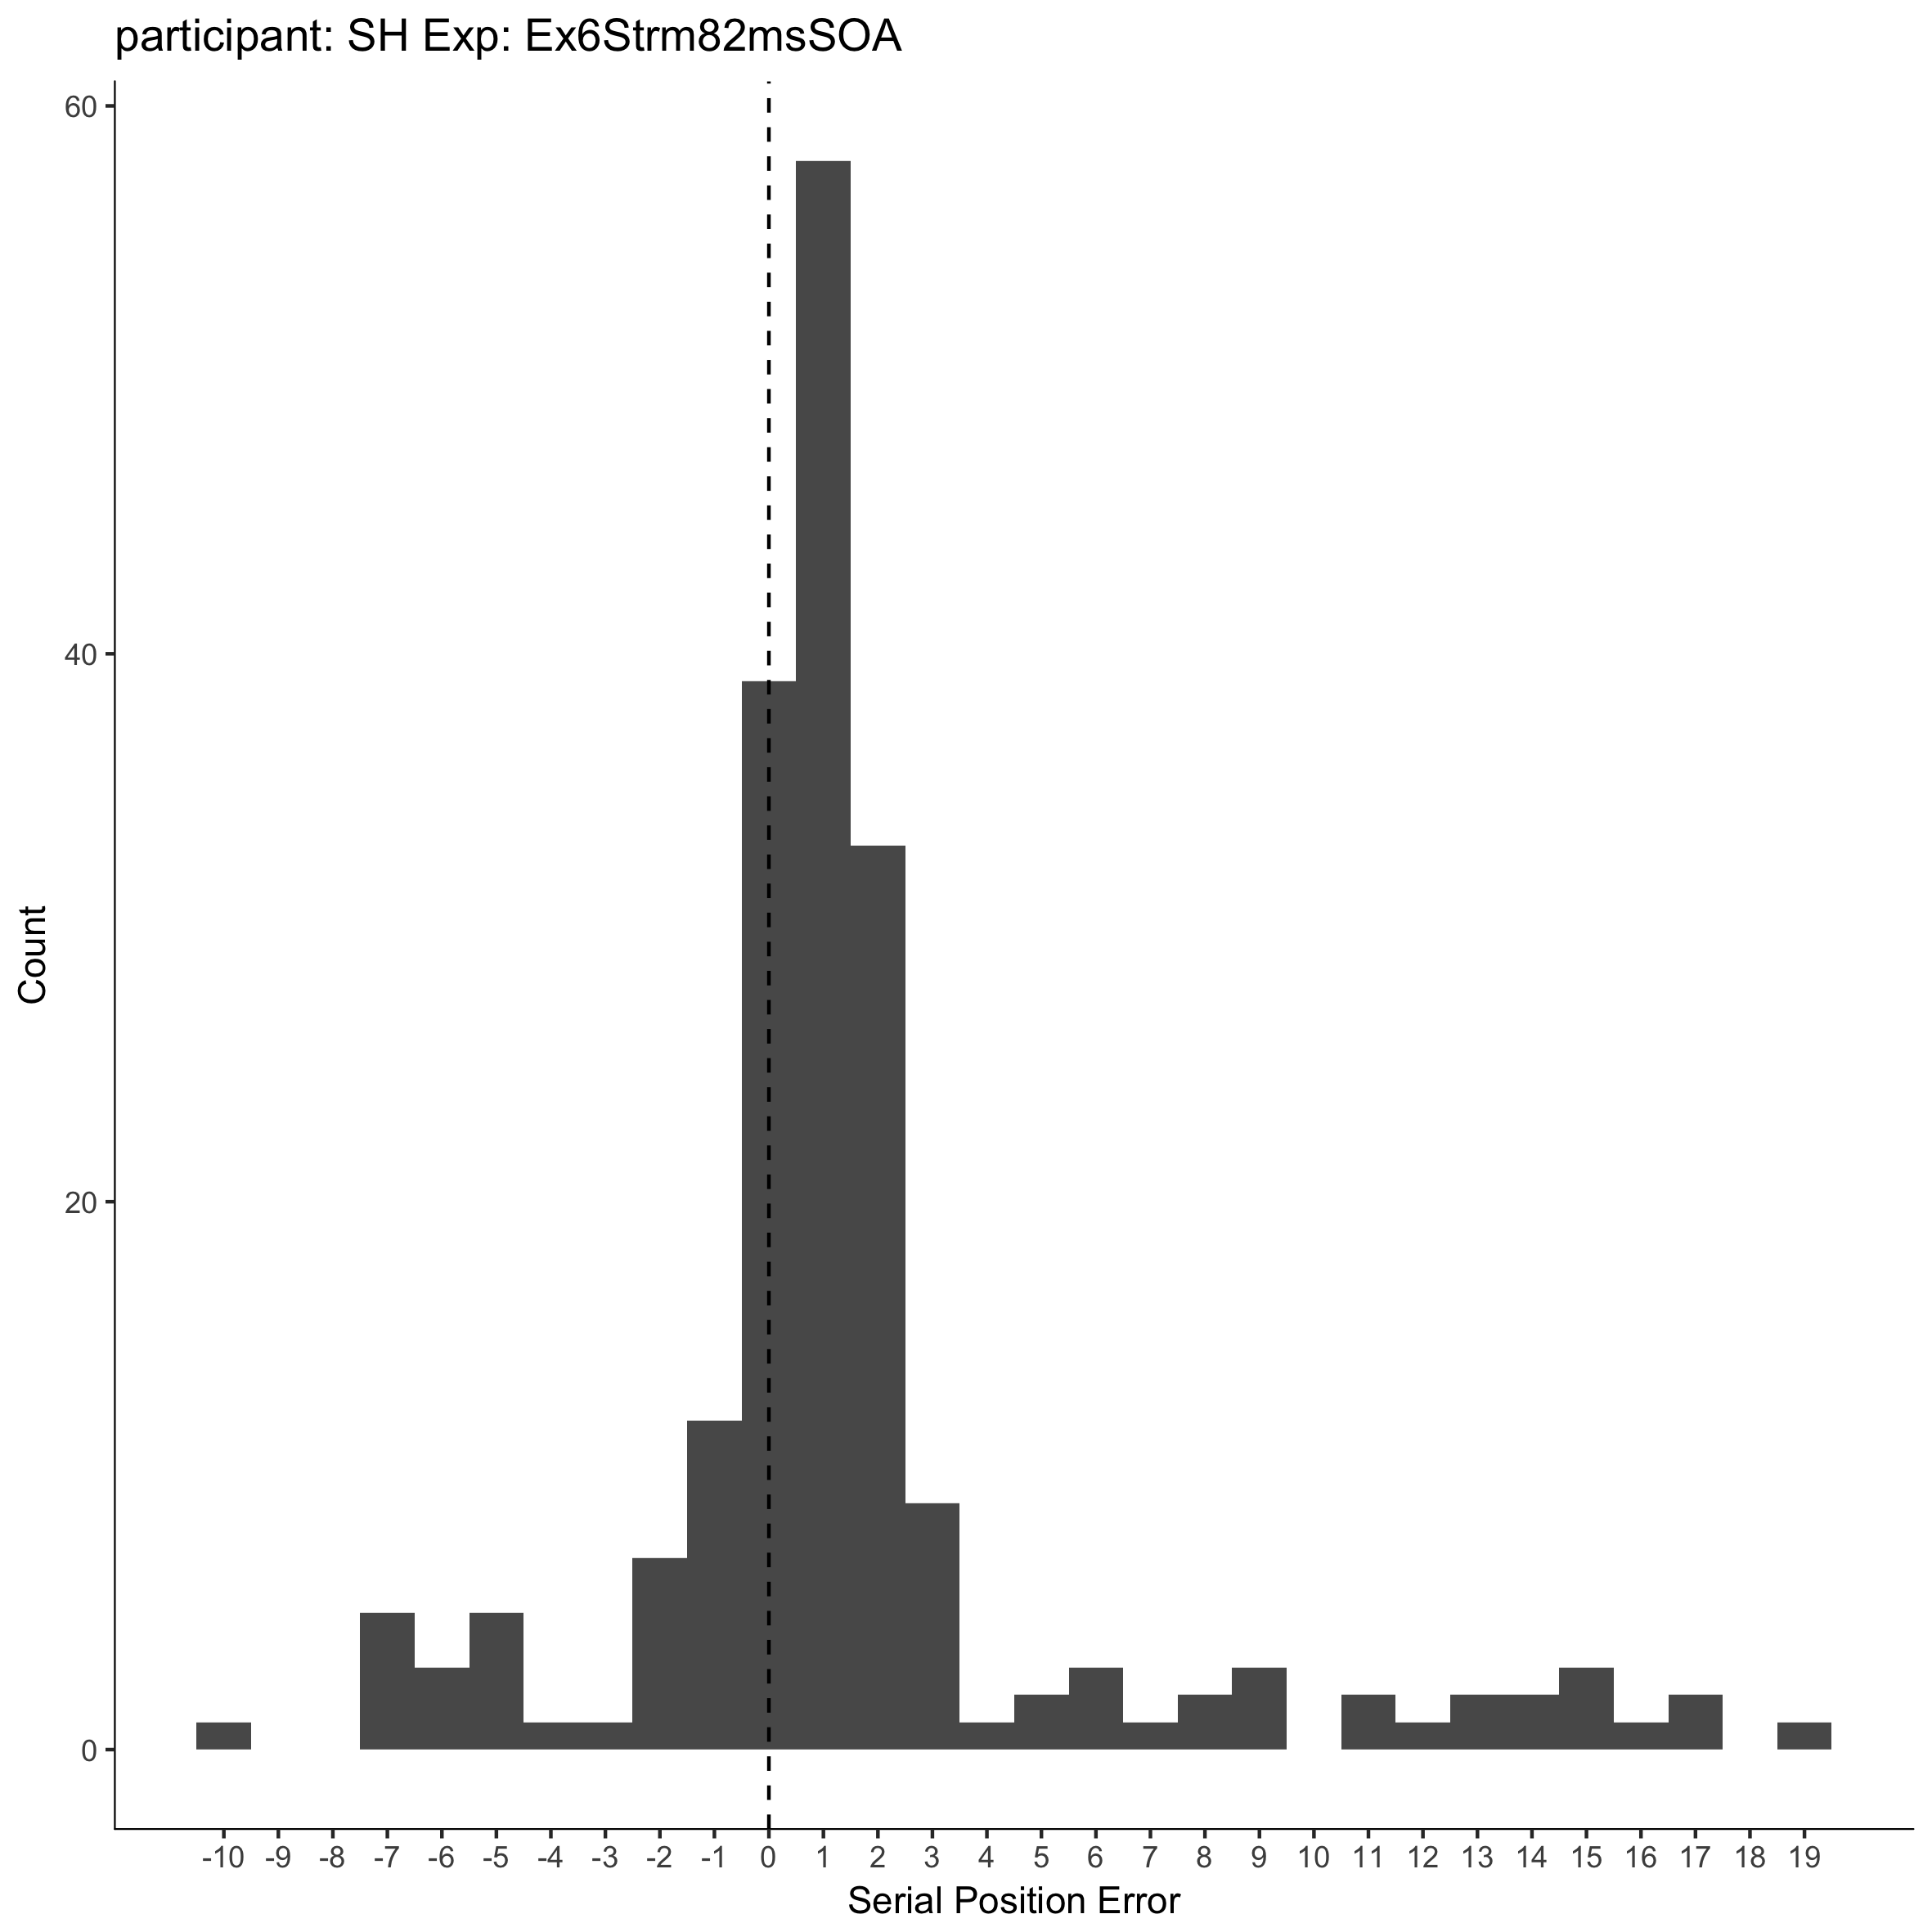 participant: SH Exp: Ex6Strm82msSOA
60
40
20
0
Count
-10 -9 -8 -7 -6 -5 -4 -3 -2 -1 0 1 2 3 4 5 6 7 8 9 10 11 12 13 14 15 16 17 18 19
Serial Position Error